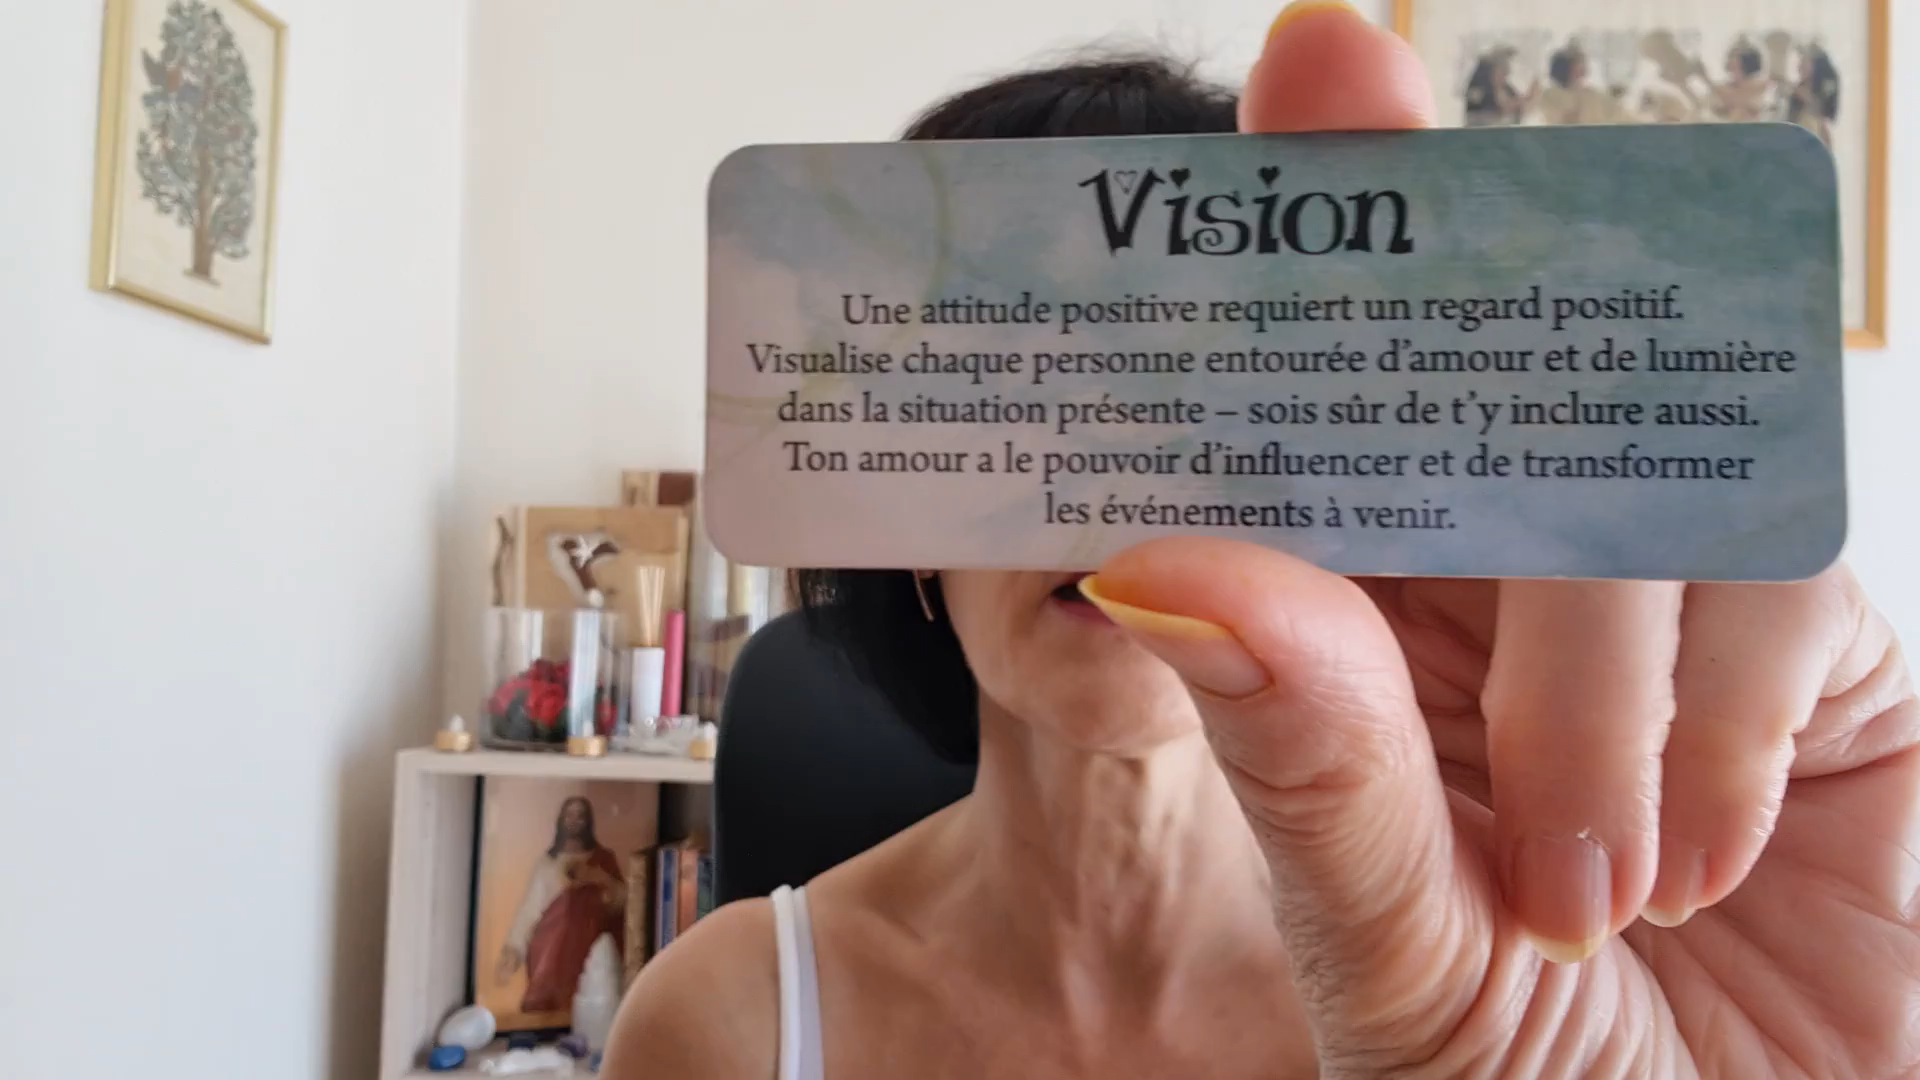 Vision
Une attitude positive requiert un regard positif.
Visualise chaque personne entourée d'amour et de lumière
dans la situation présente – sois sûr de t'y inclure aussi.
Ton amour a le pouvoir d'influencer et de transformer
les événements à venir.